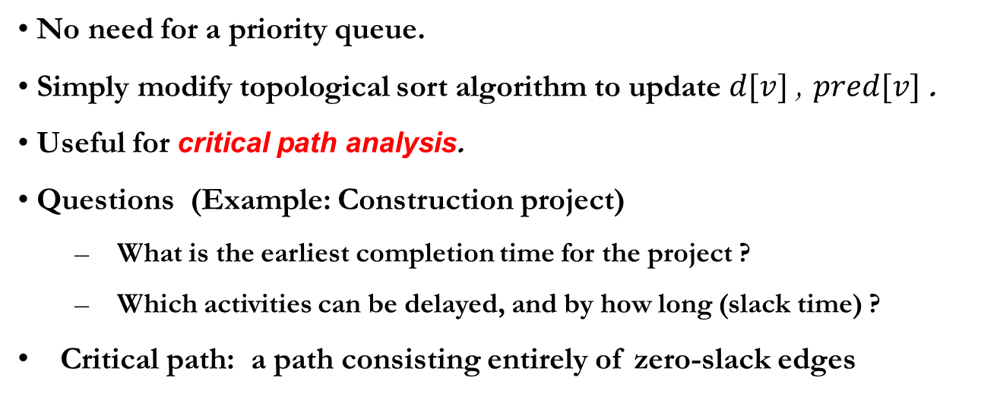 • No need for a priority queue.
• Simply modify topological sort algorithm to update d[v] , pred[v] .
• Useful for critical path analysis.
• Questions (Example: Construction project)
– What is the earliest completion time for the project ?
– Which activities can be delayed, and by how long (slack time) ?
• Critical path: a path consisting entirely of zero-slack edges